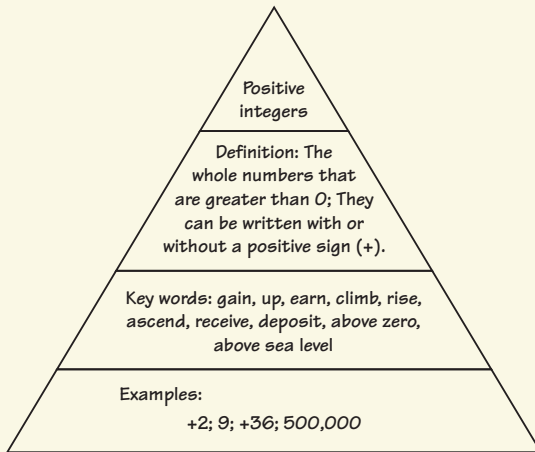 Positive
integers
Definition: The
whole numbers that
are greater than 0; They
can be written with or
without a positive sign (+).
Key words: gain, up, earn, climb, rise,
ascend, receive, deposit, above zero,
above sea level
Examples:
+2; 9; +36; 500,000